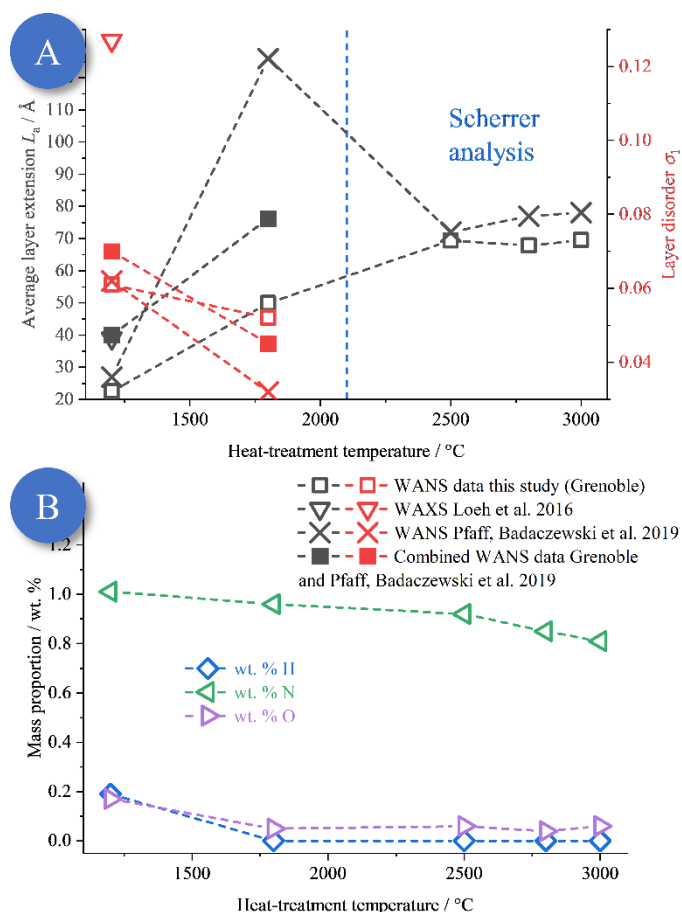 A
Average layer extension Lₐ / Å
110
100
90
80
70
60
50
40
30
20
Scherrer
analysis
0.12
0.10
0.08
0.06
0.04
Layer disorder σ₁
1500 2000 2500 3000
Heat-treatment temperature / °C
B
WANS data this study (Grenoble)
WAXS Loeh et al. 2016
WANS Pfaff, Badaczewski et al. 2019
Combined WANS data Grenoble
and Pfaff, Badaczewski et al. 2019
Mass proportion / wt. %
1.2
1.0
0.8
0.6
0.4
0.2
0.0
wt. % H
wt. % N
wt. % O
1500 2000 2500 3000
Heat-treatment temperature / °C